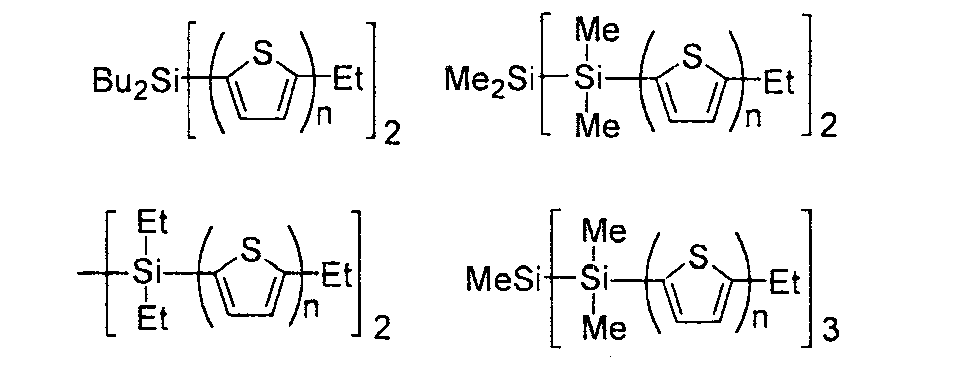 Bu2Si S n Et 2
Me2Si Me Si Me S n Et 2
Et Si Et S n Et 2
MeSi Me Si Me S n Et 3